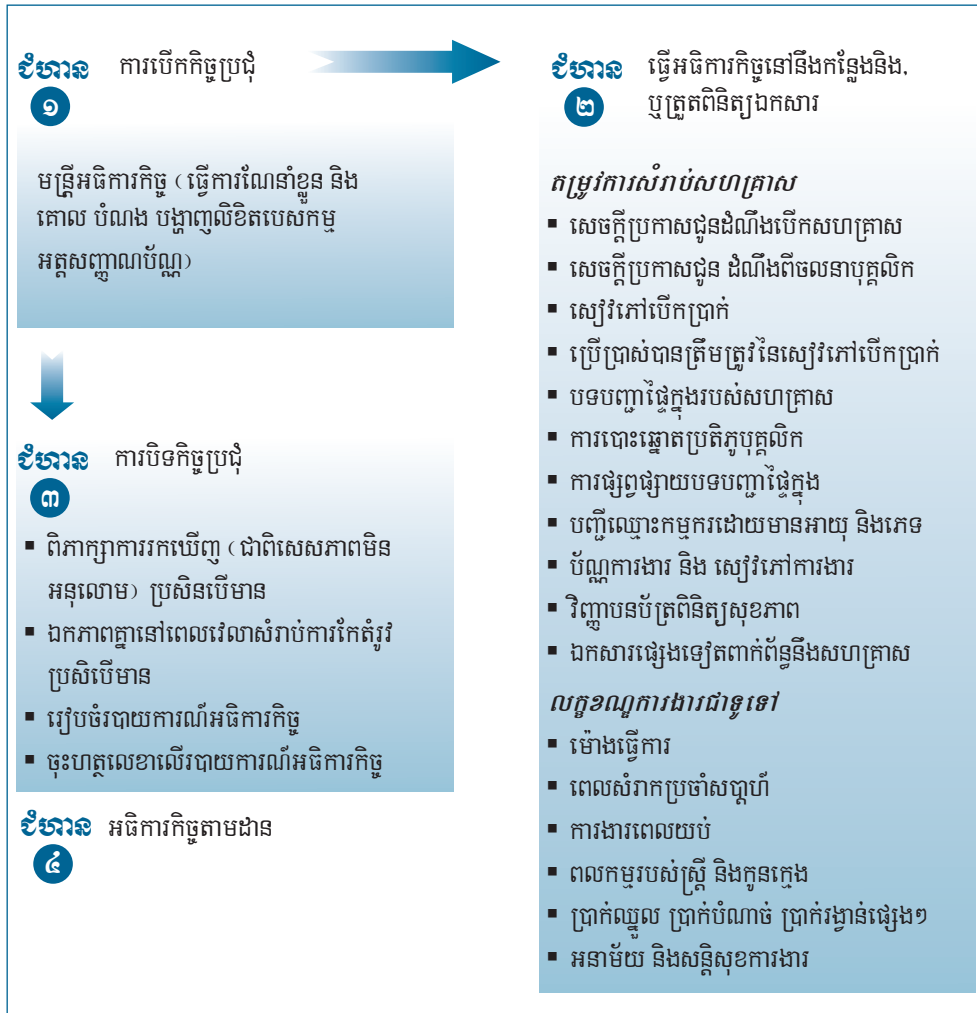 ជំហាន ការបើកកិច្ចប្រជុំ
១
មន្ត្រីអធិការកិច្ច (ធ្វើការណែនាំខ្លួន និង
គោល បំណង បង្ហាញលិខិតបេសកម្ម
អត្តសញ្ញាណប័ណ្ណ)
ជំហាន ធ្វើអធិការកិច្ចនៅនឹងកន្លែងនិង.
២ ឬត្រួតពិនិត្យឯកសារ
តម្រូវការសំរាប់សហគ្រាស
▪ សេចក្តីប្រកាសជូនដំណឹងបើកសហគ្រាស
▪ សេចក្តីប្រកាសជូន ដំណឹងពីចលនាបុគ្គលិក
▪ សៀវភៅបើកប្រាក់
▪ ប្រើប្រាស់បានត្រឹមត្រូវនៃសៀវភៅបើកប្រាក់
▪ បទបញ្ជាផ្ទៃក្នុងរបស់សហគ្រាស
▪ ការបោះឆ្នោតប្រតិភូបុគ្គលិក
▪ ការផ្សព្វផ្សាយបទបញ្ជាផ្ទៃក្នុង
▪ បញ្ជីឈ្មោះកម្មករដោយមានអាយុ និងភេទ
▪ ប័ណ្ណការងារ និង សៀវភៅការងារ
▪ វិញ្ញាបនប័ត្រពិនិត្យសុខភាព
▪ ឯកសារផ្សេងទៀតពាក់ព័ន្ធនឹងសហគ្រាស
លក្ខខណ្ឌការងារជាទូទៅ
▪ ម៉ោងធ្វើការ
▪ ពេលសំរាកប្រចាំសប្តាហ៍
▪ ការងារពេលយប់
▪ ពលកម្មរបស់ស្ត្រី និងកូនក្មេង
▪ ប្រាក់ឈ្នួល ប្រាក់បំណាច់ ប្រាក់រង្វាន់ផ្សេងៗ
▪ អនាម័យ និងសន្តិសុខការងារ
ជំហាន ការបិទកិច្ចប្រជុំ
៣
▪ ពិភាក្សាការរកឃើញ (ជាពិសេសភាពមិន
អនុលោម) ប្រសិនបើមាន
▪ ឯកភាពគ្នានៅពេលវេលាសំរាប់ការកែតំរូវ
ប្រសិបើមាន
▪ រៀបចំរបាយការណ៍អធិការកិច្ច
▪ ចុះហត្ថលេខាលើរបាយការណ៍អធិការកិច្ច
ជំហាន អធិការកិច្ចតាមដាន
៤